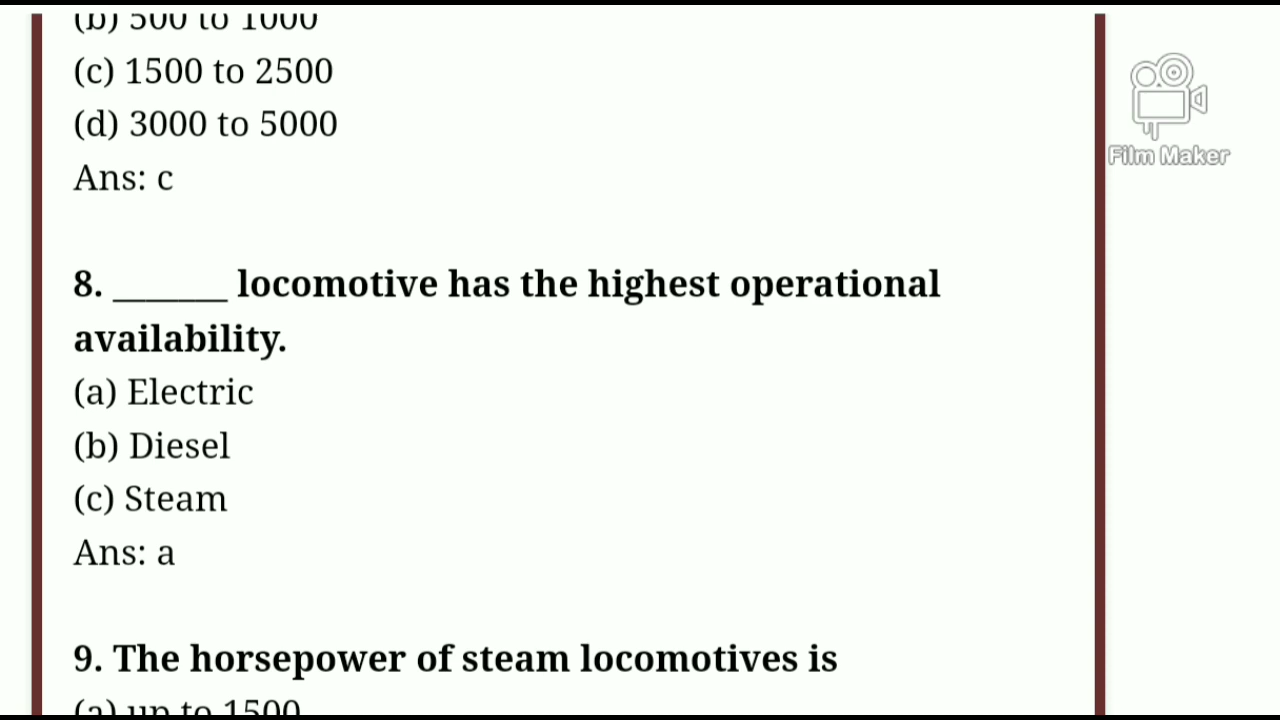 (b) 500 to 1000
(c) 1500 to 2500
(d) 3000 to 5000
Ans: c
8. _______ locomotive has the highest operational
availability.
(a) Electric
(b) Diesel
(c) Steam
Ans: a
9. The horsepower of steam locomotives is
(a) up to 1500
Film Maker